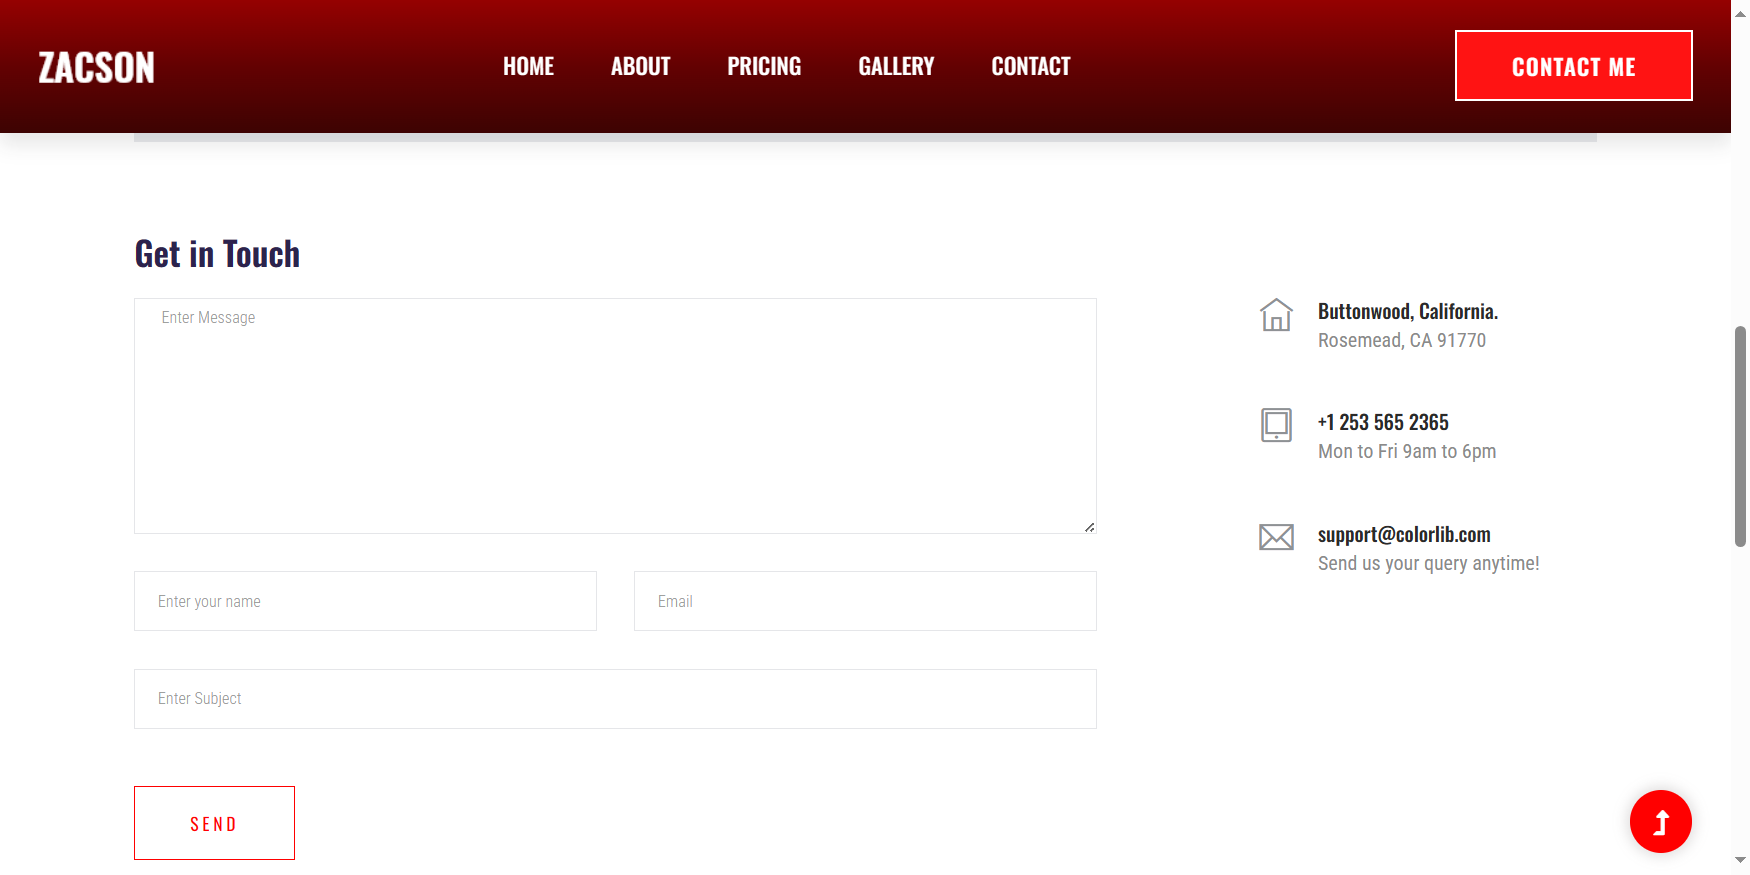 ZACSON
HOME ABOUT PRICING GALLERY CONTACT
CONTACT ME
Get in Touch
Enter Message
Enter your name
Email
Enter Subject
SEND
Buttonwood, California.
Rosemead, CA 91770
+1 253 565 2365
Mon to Fri 9am to 6pm
support@colorlib.com
Send us your query anytime!